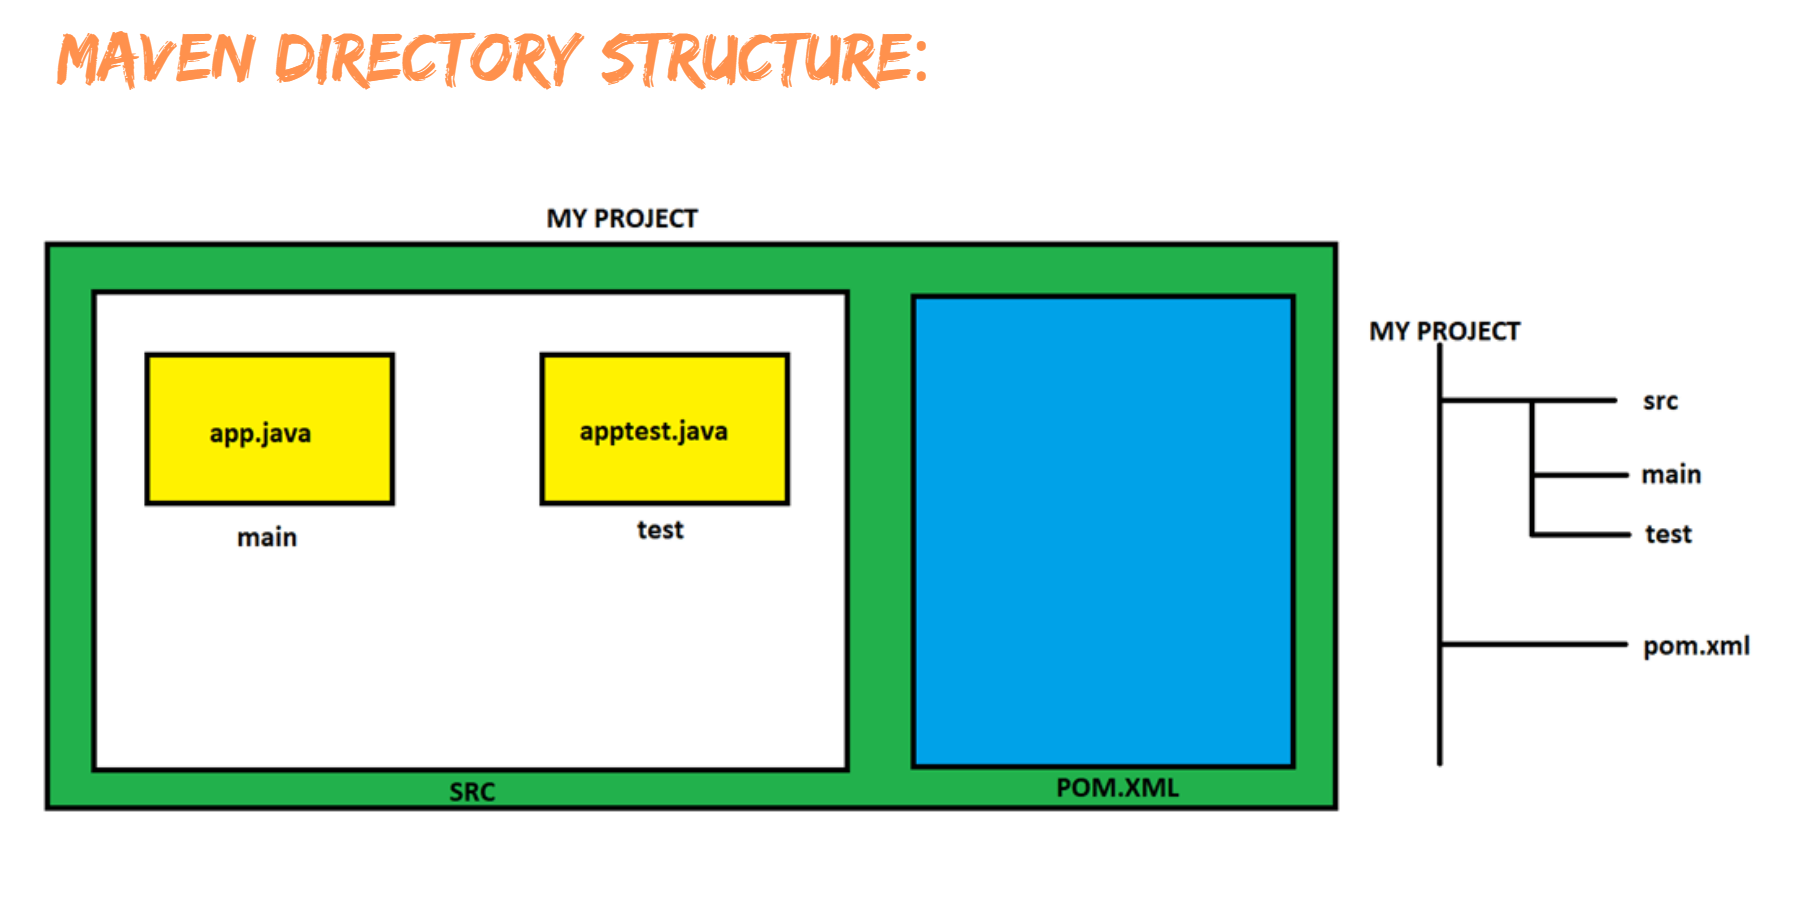 MAVEN DIRECTORY STRUCTURE:
MY PROJECT
app.java
apptest.java
main
test
SRC
POM.XML
MY PROJECT
src
main
test
pom.xml